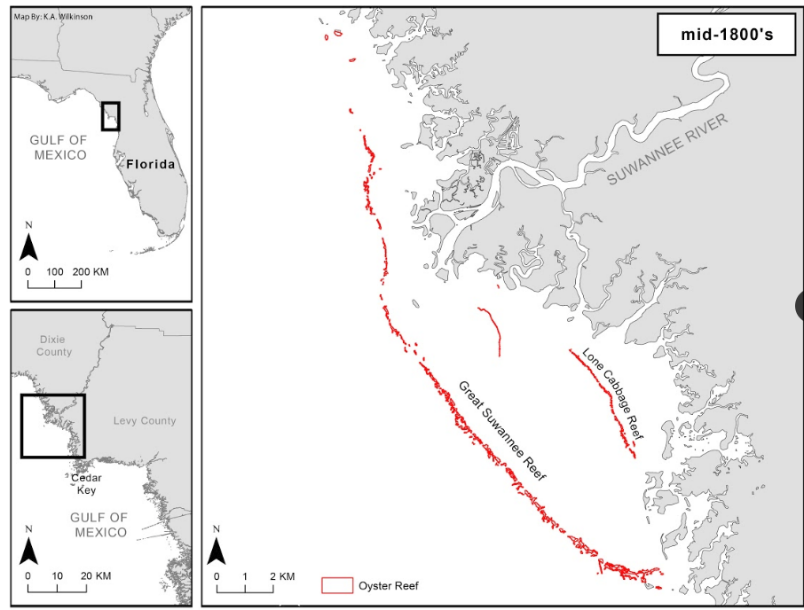 Map By: K.A. Wilkinson
GULF OF
MEXICO
Florida
N
0 100 200 KM
Dixie
County
Levy County
Cedar
Key
GULF OF
MEXICO
N
0 10 20 KM
mid-1800's
SUWANNEE RIVER
Lone Cabbage Reef
Great Suwannee Reef
N
0 1 2 KM
Oyster Reef